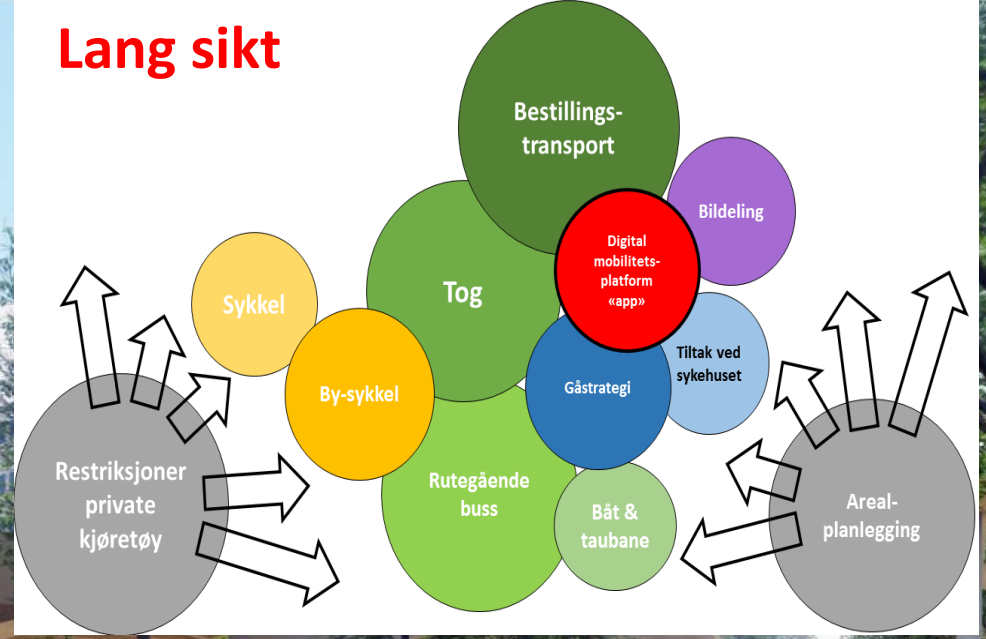 Lang sikt
Bestillings-
transport
Bildeling
Digital
mobilitets-
platform
«app»
Tog
Sykkel
Tiltak ved
sykehuset
Gåstrategi
By-sykkel
Restriksjoner
private
kjøretøy
Rutegående
buss
Båt &
taubane
Areal-
planlegging